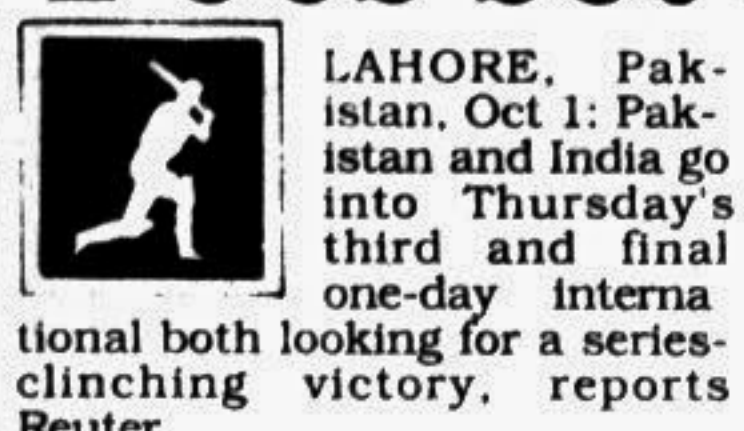 LAHORE, Pak-
istan, Oct 1: Pak-
istan and India go
into Thursday's
third and final
one-day interna
tional both looking for a series-
clinching victory, reports
Reuter